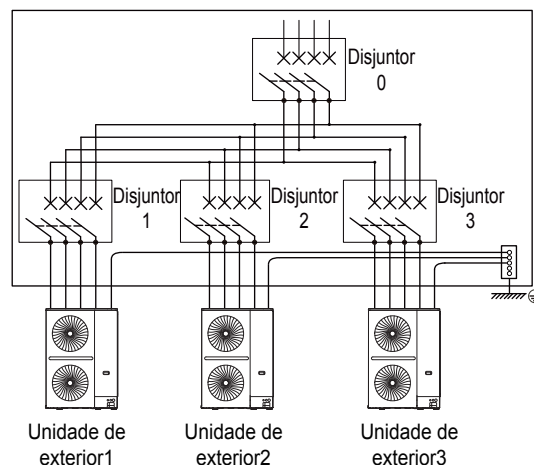 Disjuntor
0
Disjuntor
1
Disjuntor
2
Disjuntor
3
Unidade de
exterior1
Unidade de
exterior2
Unidade de
exterior3